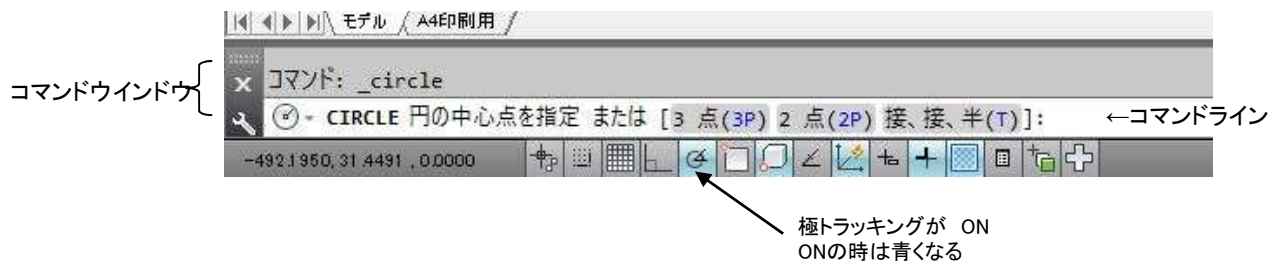 モデル A4印刷用
コマンドウインドウ
コマンド: _circle
CIRCLE 円の中心点を指定 または [3 点(3P) 2 点(2P) 接、接、半(T)]:
←コマンドライン
-492.1950, 31.4491 , 0.0000
極トラッキングが ON
ONの時は青くなる